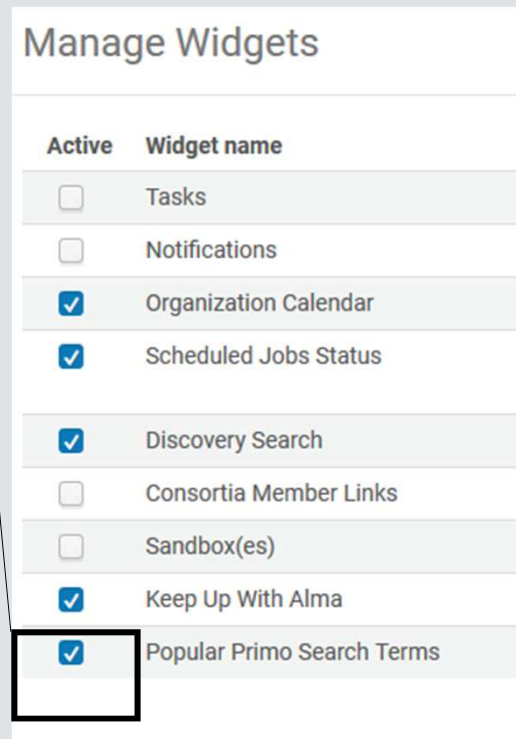 Manage Widgets
Active Widget name
Tasks
Notifications
Organization Calendar
Scheduled Jobs Status
Discovery Search
Consortia Member Links
Sandbox(es)
Keep Up With Alma
Popular Primo Search Terms